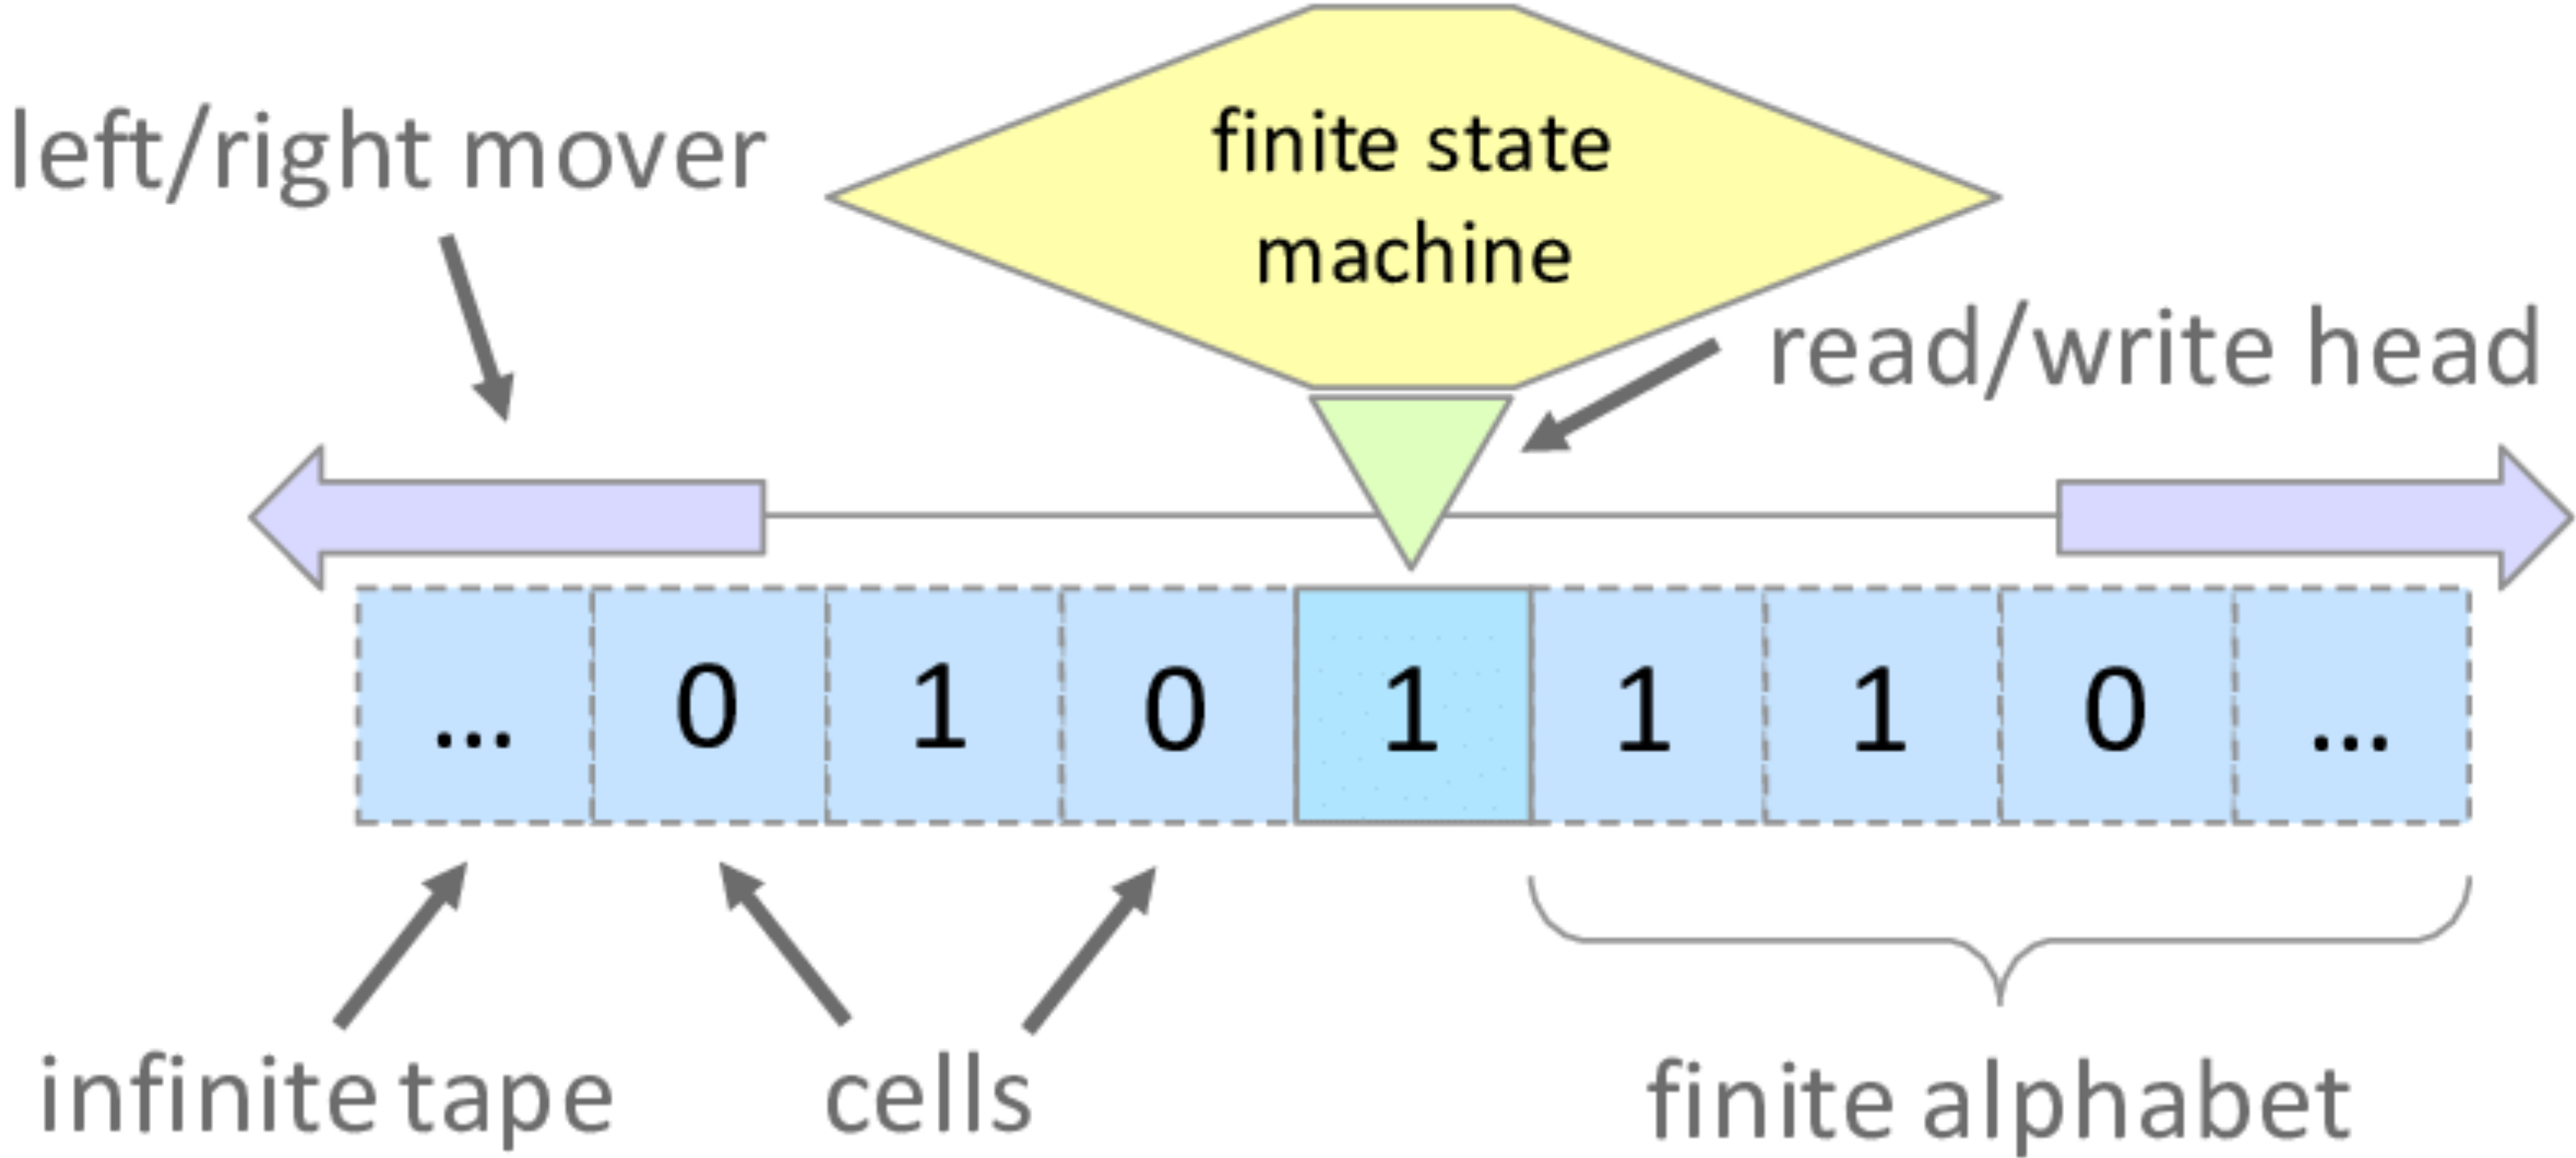 left/right mover
finite state
machine
read/write head
... 0 1 0 1 1 1 0 ...
infinite tape
cells
finite alphabet